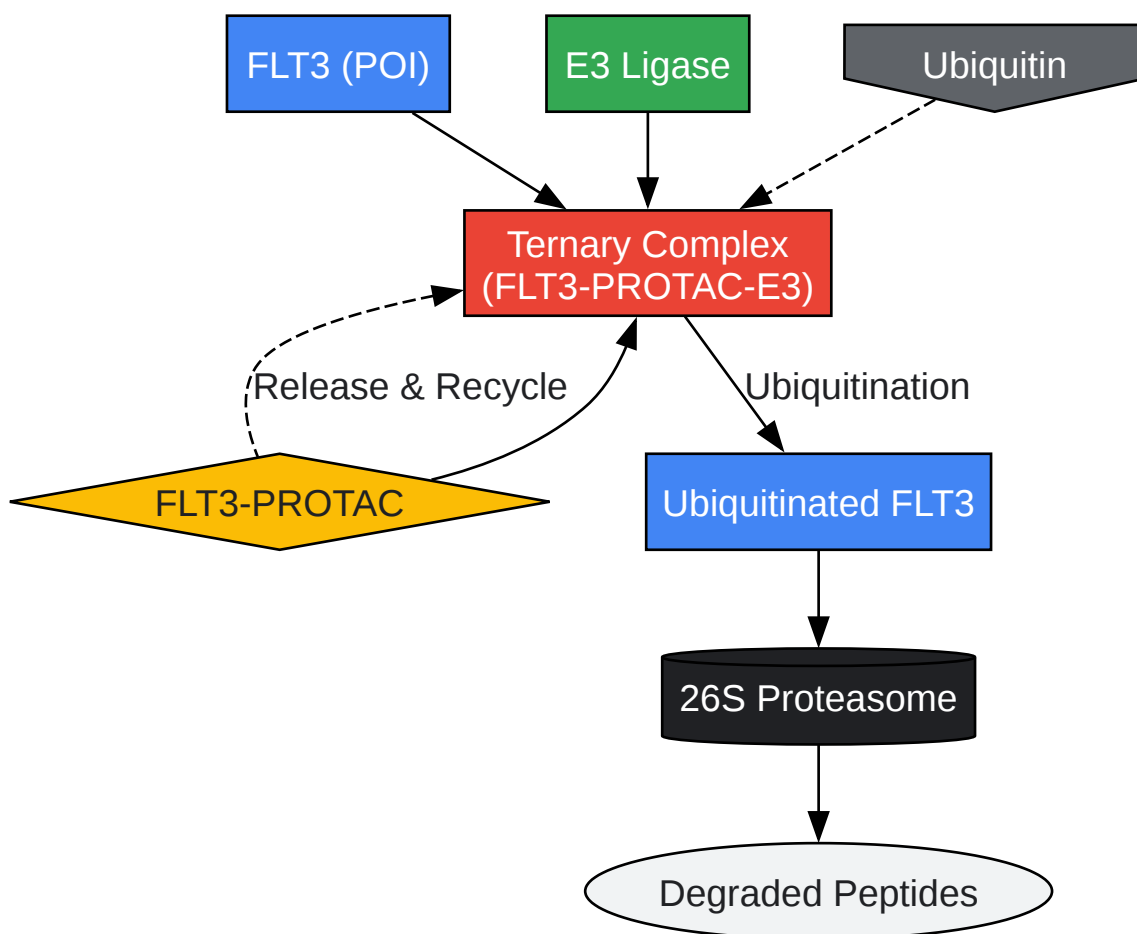 FLT3 (POI)
E3 Ligase
Ubiquitin
Ternary Complex
(FLT3-PROTAC-E3)
Release & Recycle
Ubiquitination
FLT3-PROTAC
Ubiquitinated FLT3
26S Proteasome
Degraded Peptides